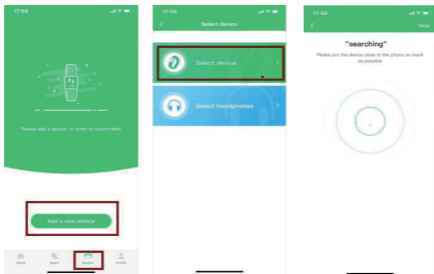 17:59
Please add a device, in order to record data
Add a new device
Home
Sport
Device
Profile
17:59
Select device
Select device
Select headphones
17:59
"searching"
Please put the device close to the phone as much
as possible